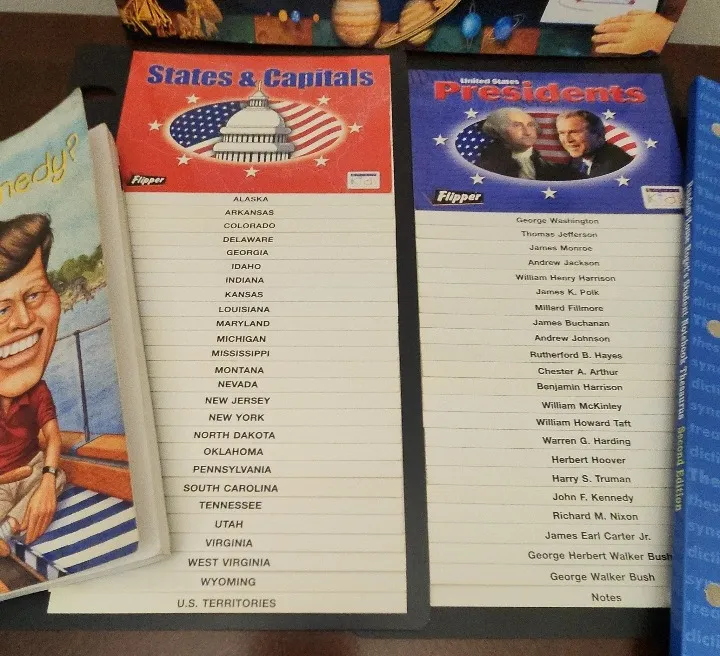 nedy?
States & Capitals
Flipper
ALASKA
ARKANSAS
COLORADO
DELAWARE
GEORGIA
IDAHO
INDIANA
KANSAS
LOUISIANA
MARYLAND
MICHIGAN
MISSISSIPPI
MONTANA
NEVADA
NEW JERSEY
NEW YORK
NORTH DAKOTA
OKLAHOMA
PENNSYLVANIA
SOUTH CAROLINA
TENNESSEE
UTAH
VIRGINIA
WEST VIRGINIA
WYOMING
U.S. TERRITORIES
United States
Presidents
Flipper
George Washington
Thomas Jefferson
James Monroe
Andrew Jackson
William Henry Harrison
James K. Polk
Millard Fillmore
James Buchanan
Andrew Johnson
Rutherford B. Hayes
Chester A. Arthur
Benjamin Harrison
William McKinley
William Howard Taft
Warren G. Harding
Herbert Hoover
Harry S. Truman
John F. Kennedy
Richard M. Nixon
James Earl Carter Jr.
George Herbert Walker Bush
George Walker Bush
Notes
Student Notebook Thesaurus Second Edition